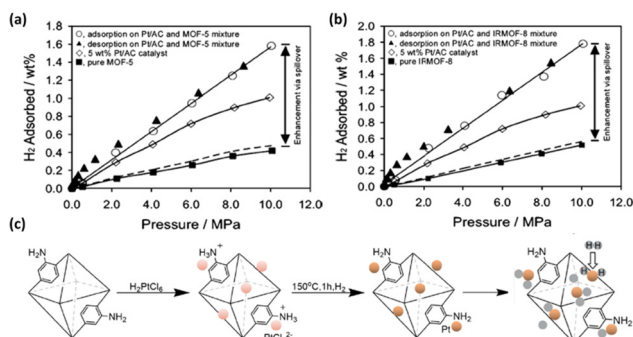 (a)
○, adsorption on Pt/AC and MOF-5 mixture
▲, desorption on Pt/AC and MOF-5 mixture
◇, 5 wt% Pt/AC catalyst
■, pure MOF-5
H2 Adsorbed / wt%
2.0
1.8
1.6
1.4
1.2
1.0
0.8
0.6
0.4
0.2
0.0
0.0 2.0 4.0 6.0 8.0 10.0
Pressure / MPa
Enhancement via spillover
(b)
○, adsorption on Pt/AC and IRMOF-8 mixture
▲, desorption on Pt/AC and IRMOF-8 mixture
◇, 5 wt% Pt/AC catalyst
■, pure IRMOF-8
H2 Adsorbed / wt%
2.0
1.8
1.6
1.4
1.2
1.0
0.8
0.6
0.4
0.2
0.0
0.0 2.0 4.0 6.0 8.0 10.0
Pressure / MPa
Enhancement via spillover
(c)
H2N
NH2
H2PtCl6
H3N+
+
NH3
PtCl6 2-
150°C, 1h, H2
H2N
NH2
Pt
H H
H H
H2N
NH2